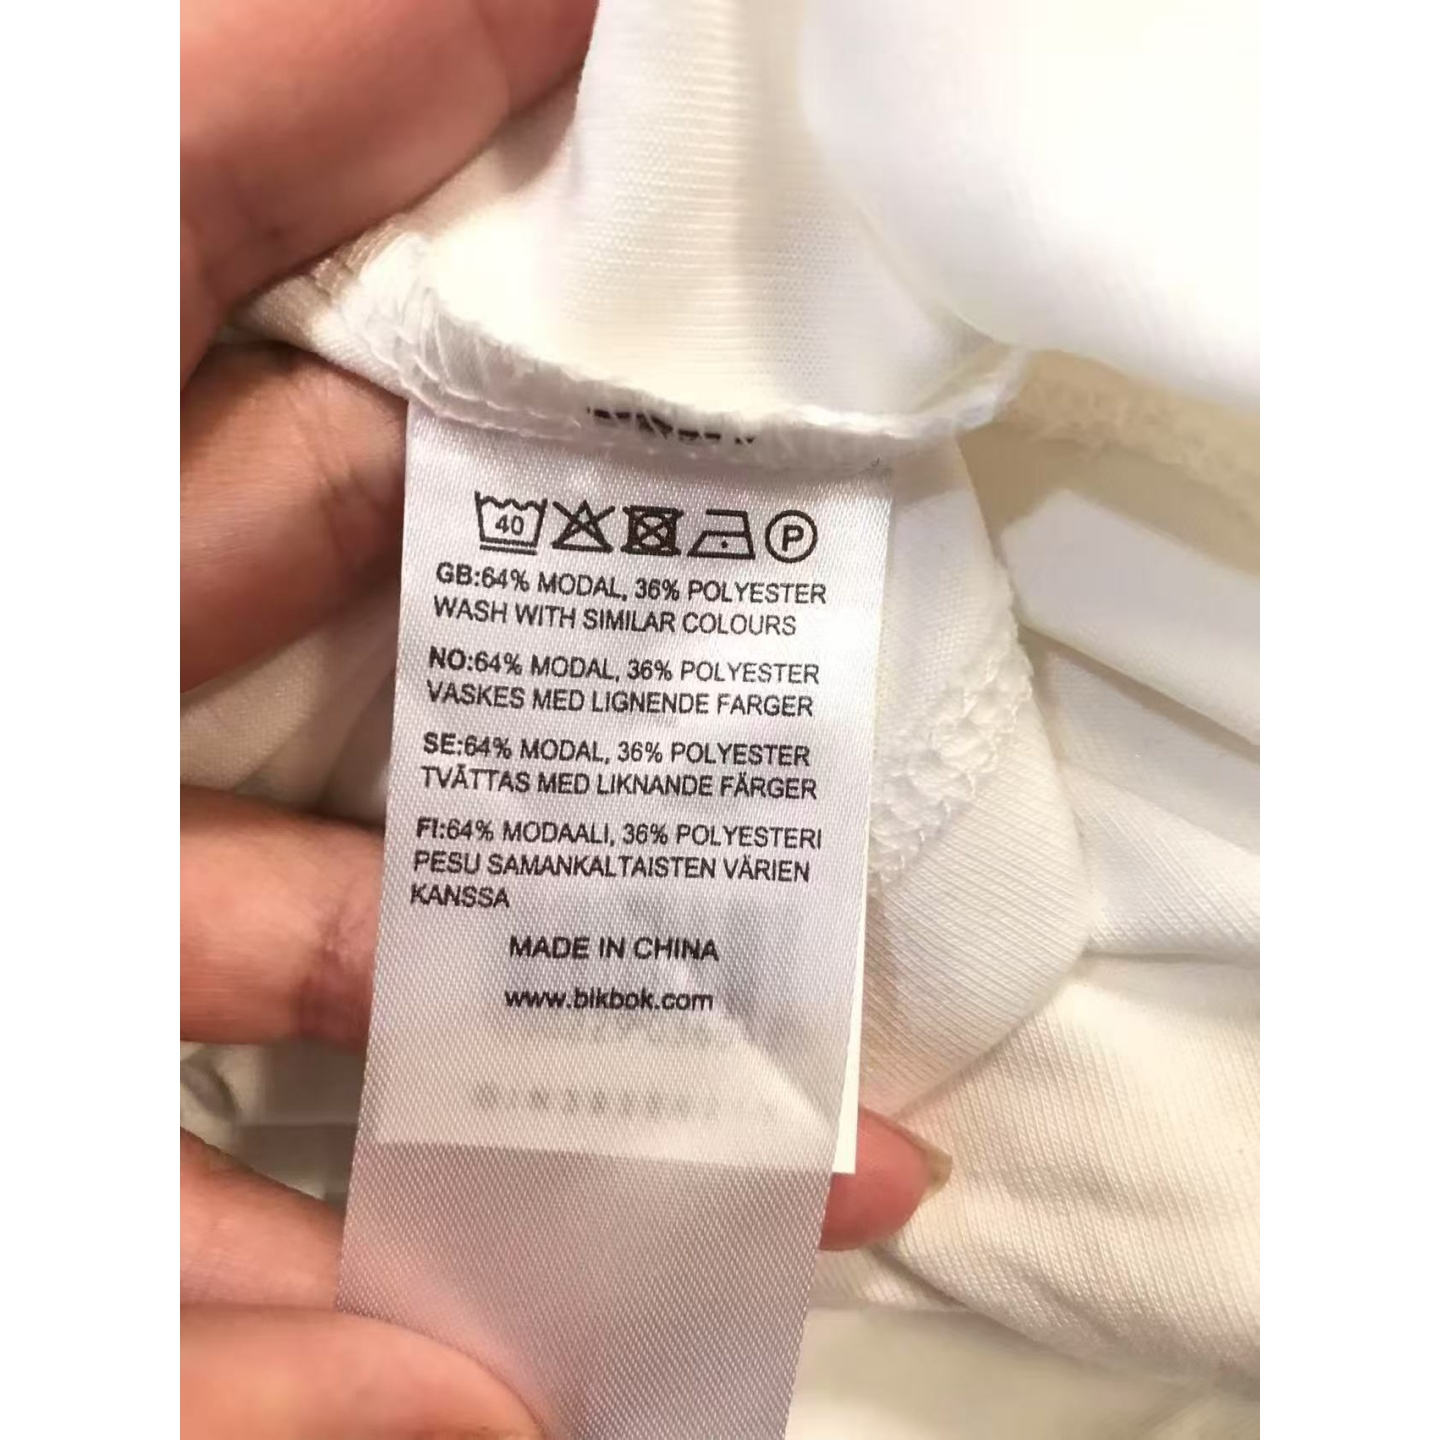 40 P
GB:64% MODAL, 36% POLYESTER
WASH WITH SIMILAR COLOURS
NO:64% MODAL, 36% POLYESTER
VASKES MED LIGNENDE FARGER
SE:64% MODAL, 36% POLYESTER
TVÄTTAS MED LIKNANDE FÄRGER
FI:64% MODAALI, 36% POLYESTERI
PESU SAMANKALTAISTEN VÄRIEN
KANSSA
MADE IN CHINA
www.bikbok.com